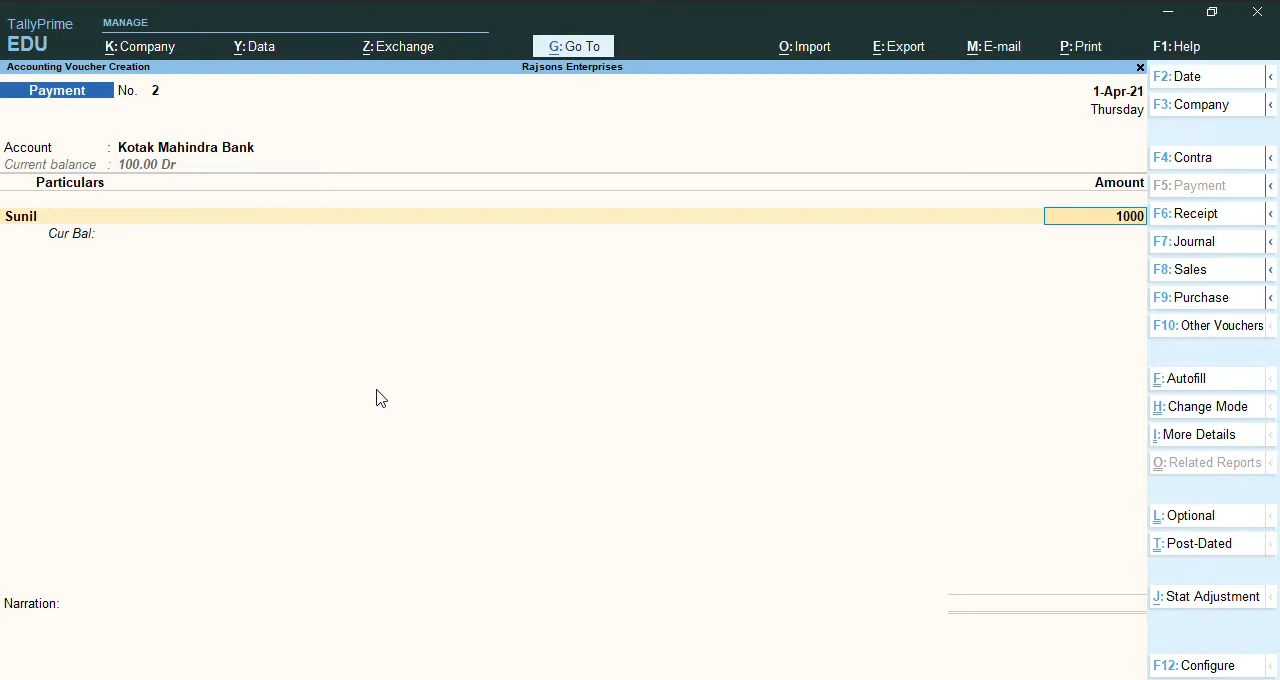 TallyPrime
EDU
MANAGE
K: Company Y: Data Z: Exchange G: Go To O: Import E: Export M: E-mail P: Print F1: Help
Accounting Voucher Creation Rajsons Enterprises ×
Payment No. 2 1-Apr-21
Thursday
Account : Kotak Mahindra Bank
Current balance : 100.00 Dr
Particulars Amount
Sunil 1000
Cur Bal:
Narration:
F2: Date
F3: Company
F4: Contra
F5: Payment
F6: Receipt
F7: Journal
F8: Sales
F9: Purchase
F10: Other Vouchers
F: Autofill
H: Change Mode
I: More Details
O: Related Reports
L: Optional
T: Post-Dated
J: Stat Adjustment
F12: Configure